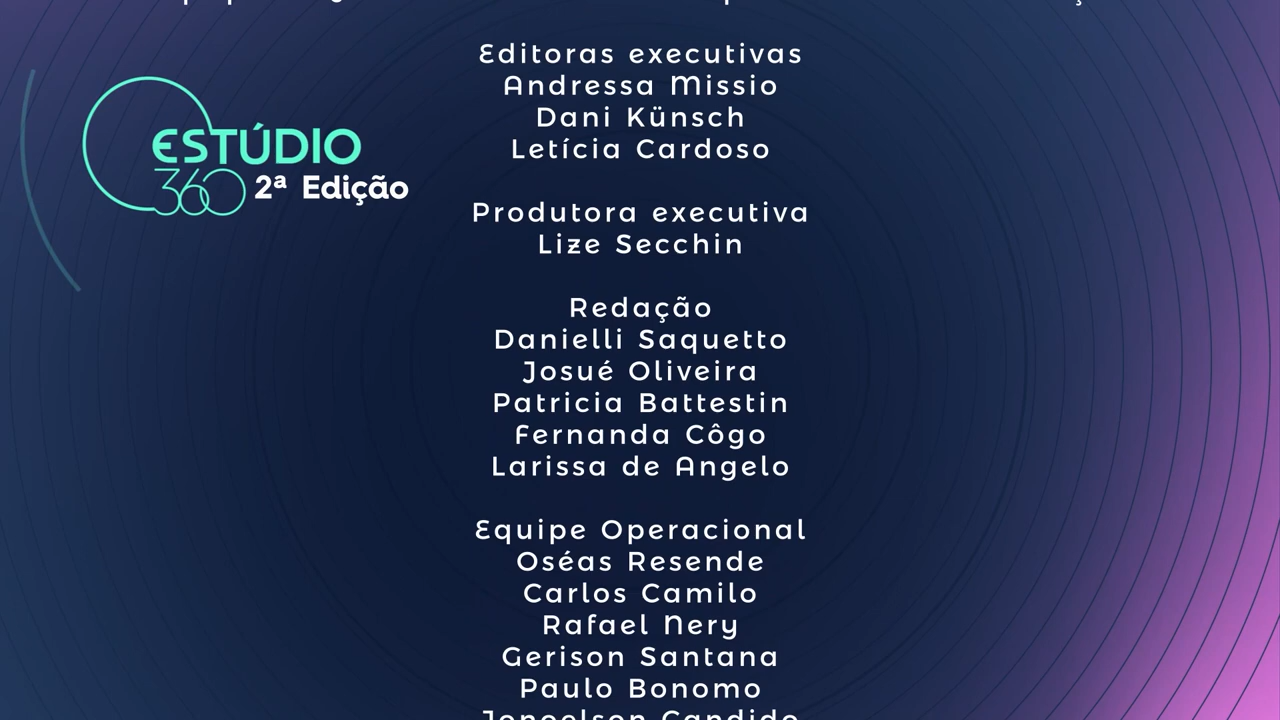 Editoras executivas
Andressa Missio
Dani Künsch
Letícia Cardoso
ESTÚDIO
360 2ª Edição
Produtora executiva
Lize Secchin
Redação
Danielli Saquetto
Josué Oliveira
Patricia Battestin
Fernanda Côgo
Larissa de Angelo
Equipe Operacional
Oséas Resende
Carlos Camilo
Rafael Nery
Gerison Santana
Paulo Bonomo